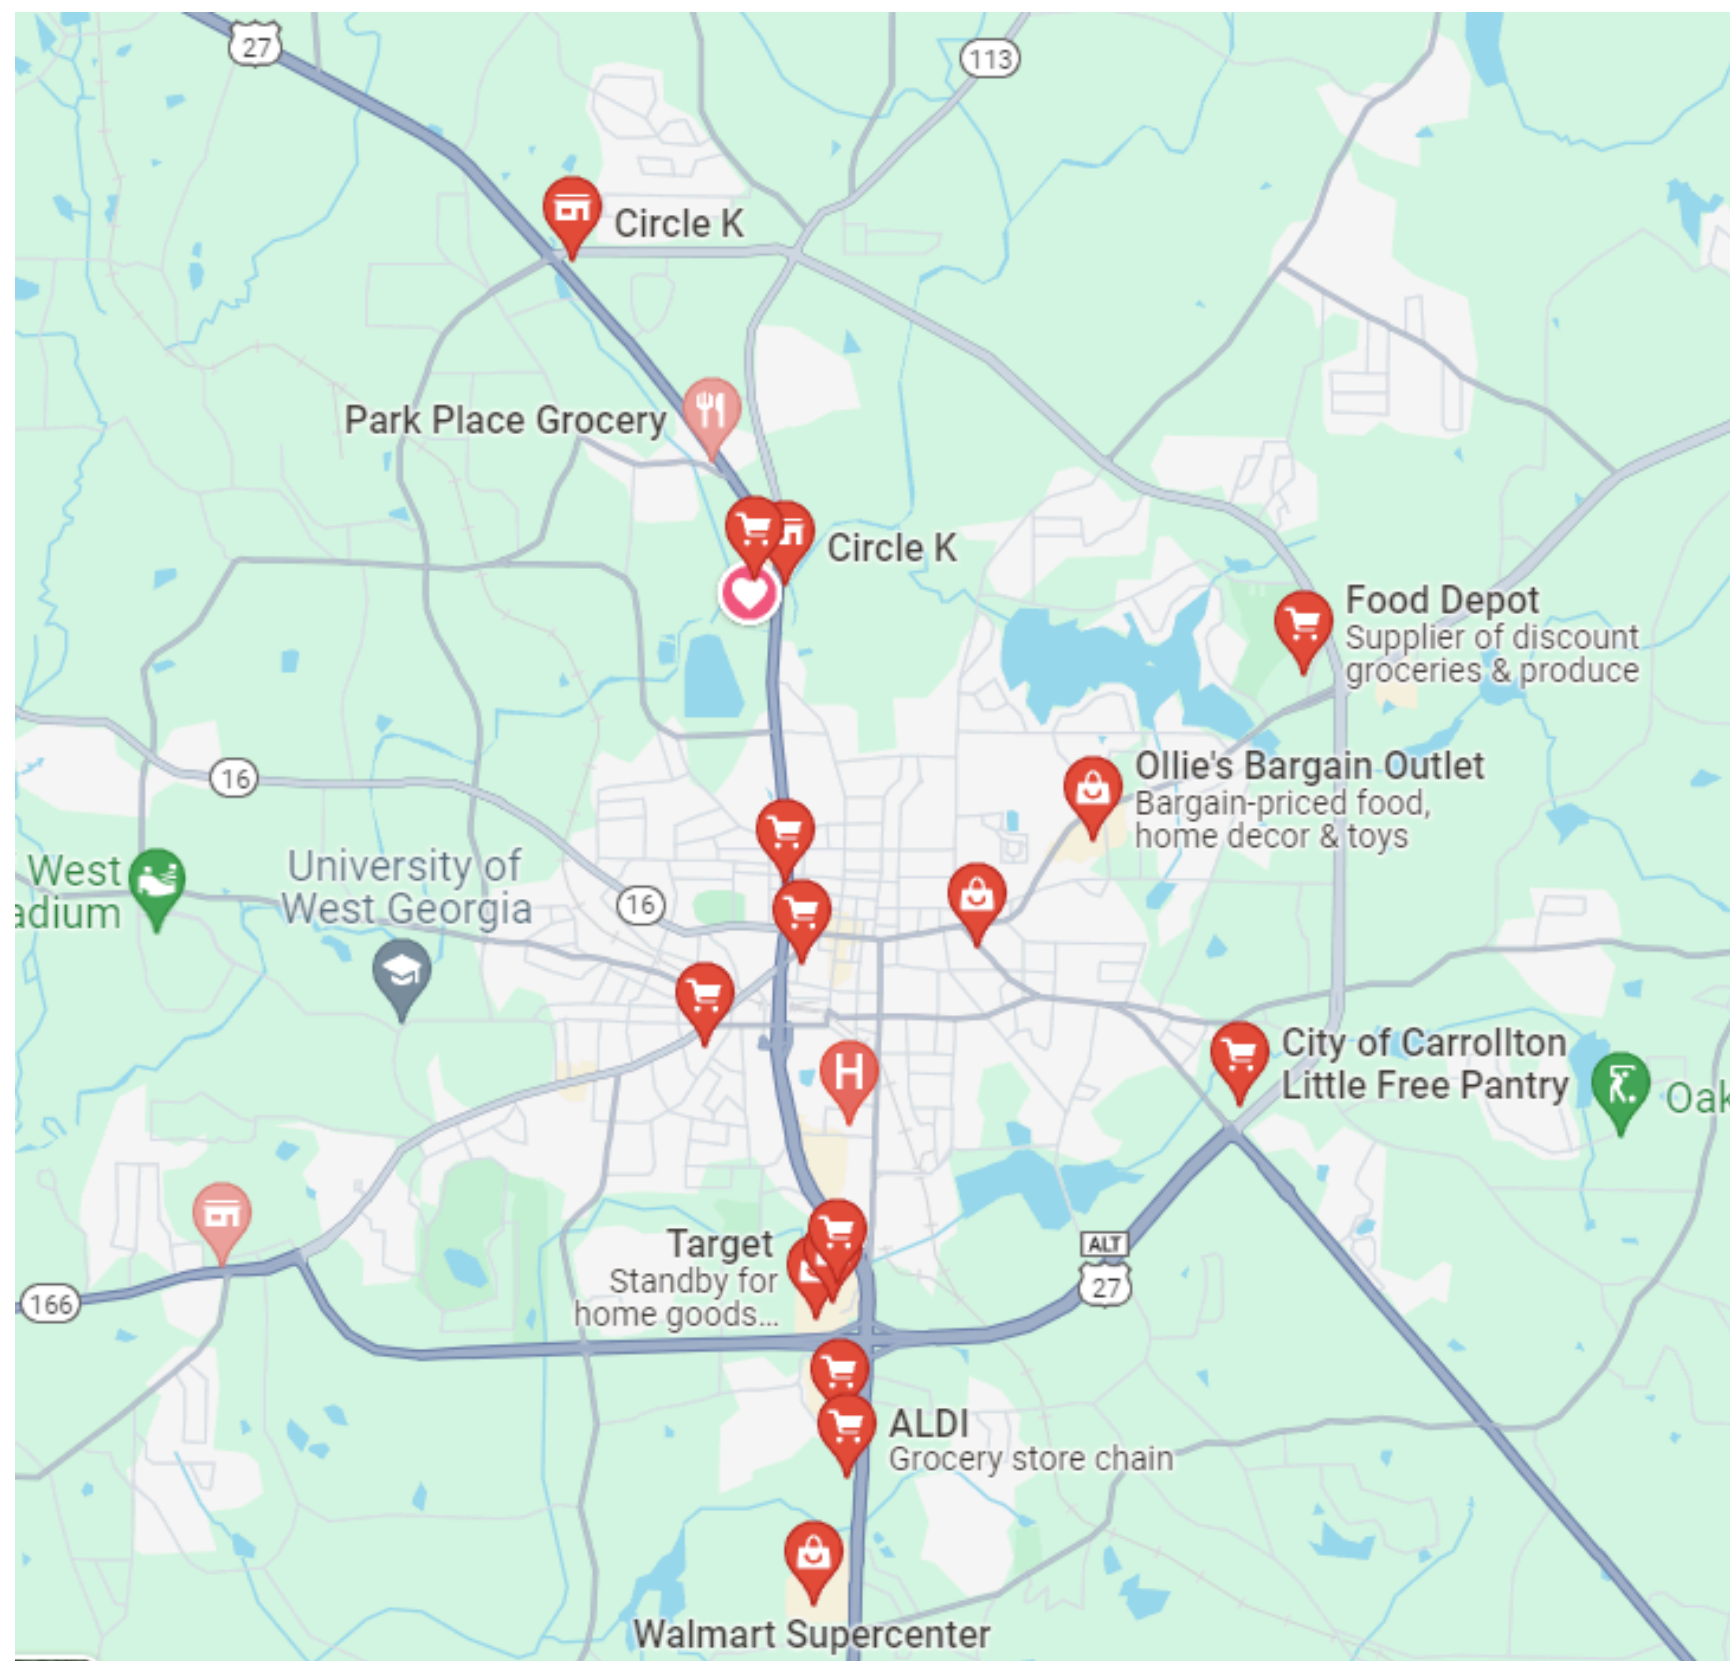 27
113
Circle K
Park Place Grocery
Circle K
Food Depot
Supplier of discount
groceries & produce
Ollie's Bargain Outlet
Bargain-priced food,
home decor & toys
16
West
adium
University of
West Georgia
16
City of Carrollton
Little Free Pantry
H
Oak
Target
Standby for
home goods...
ALT
27
166
ALDI
Grocery store chain
Walmart Supercenter